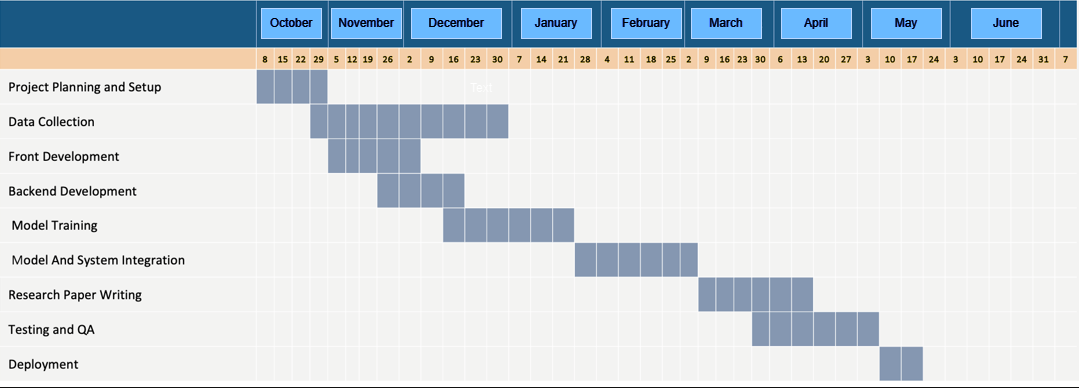 October November December January February March April May June
8 15 22 29 5 12 19 26 2 9 16 23 30 7 14 21 28 4 11 18 25 2 9 16 23 30 6 13 20 27 3 10 17 24 3 10 17 24 31 7
Project Planning and Setup
Text
Data Collection
Front Development
Backend Development
Model Training
Model And System Integration
Research Paper Writing
Testing and QA
Deployment